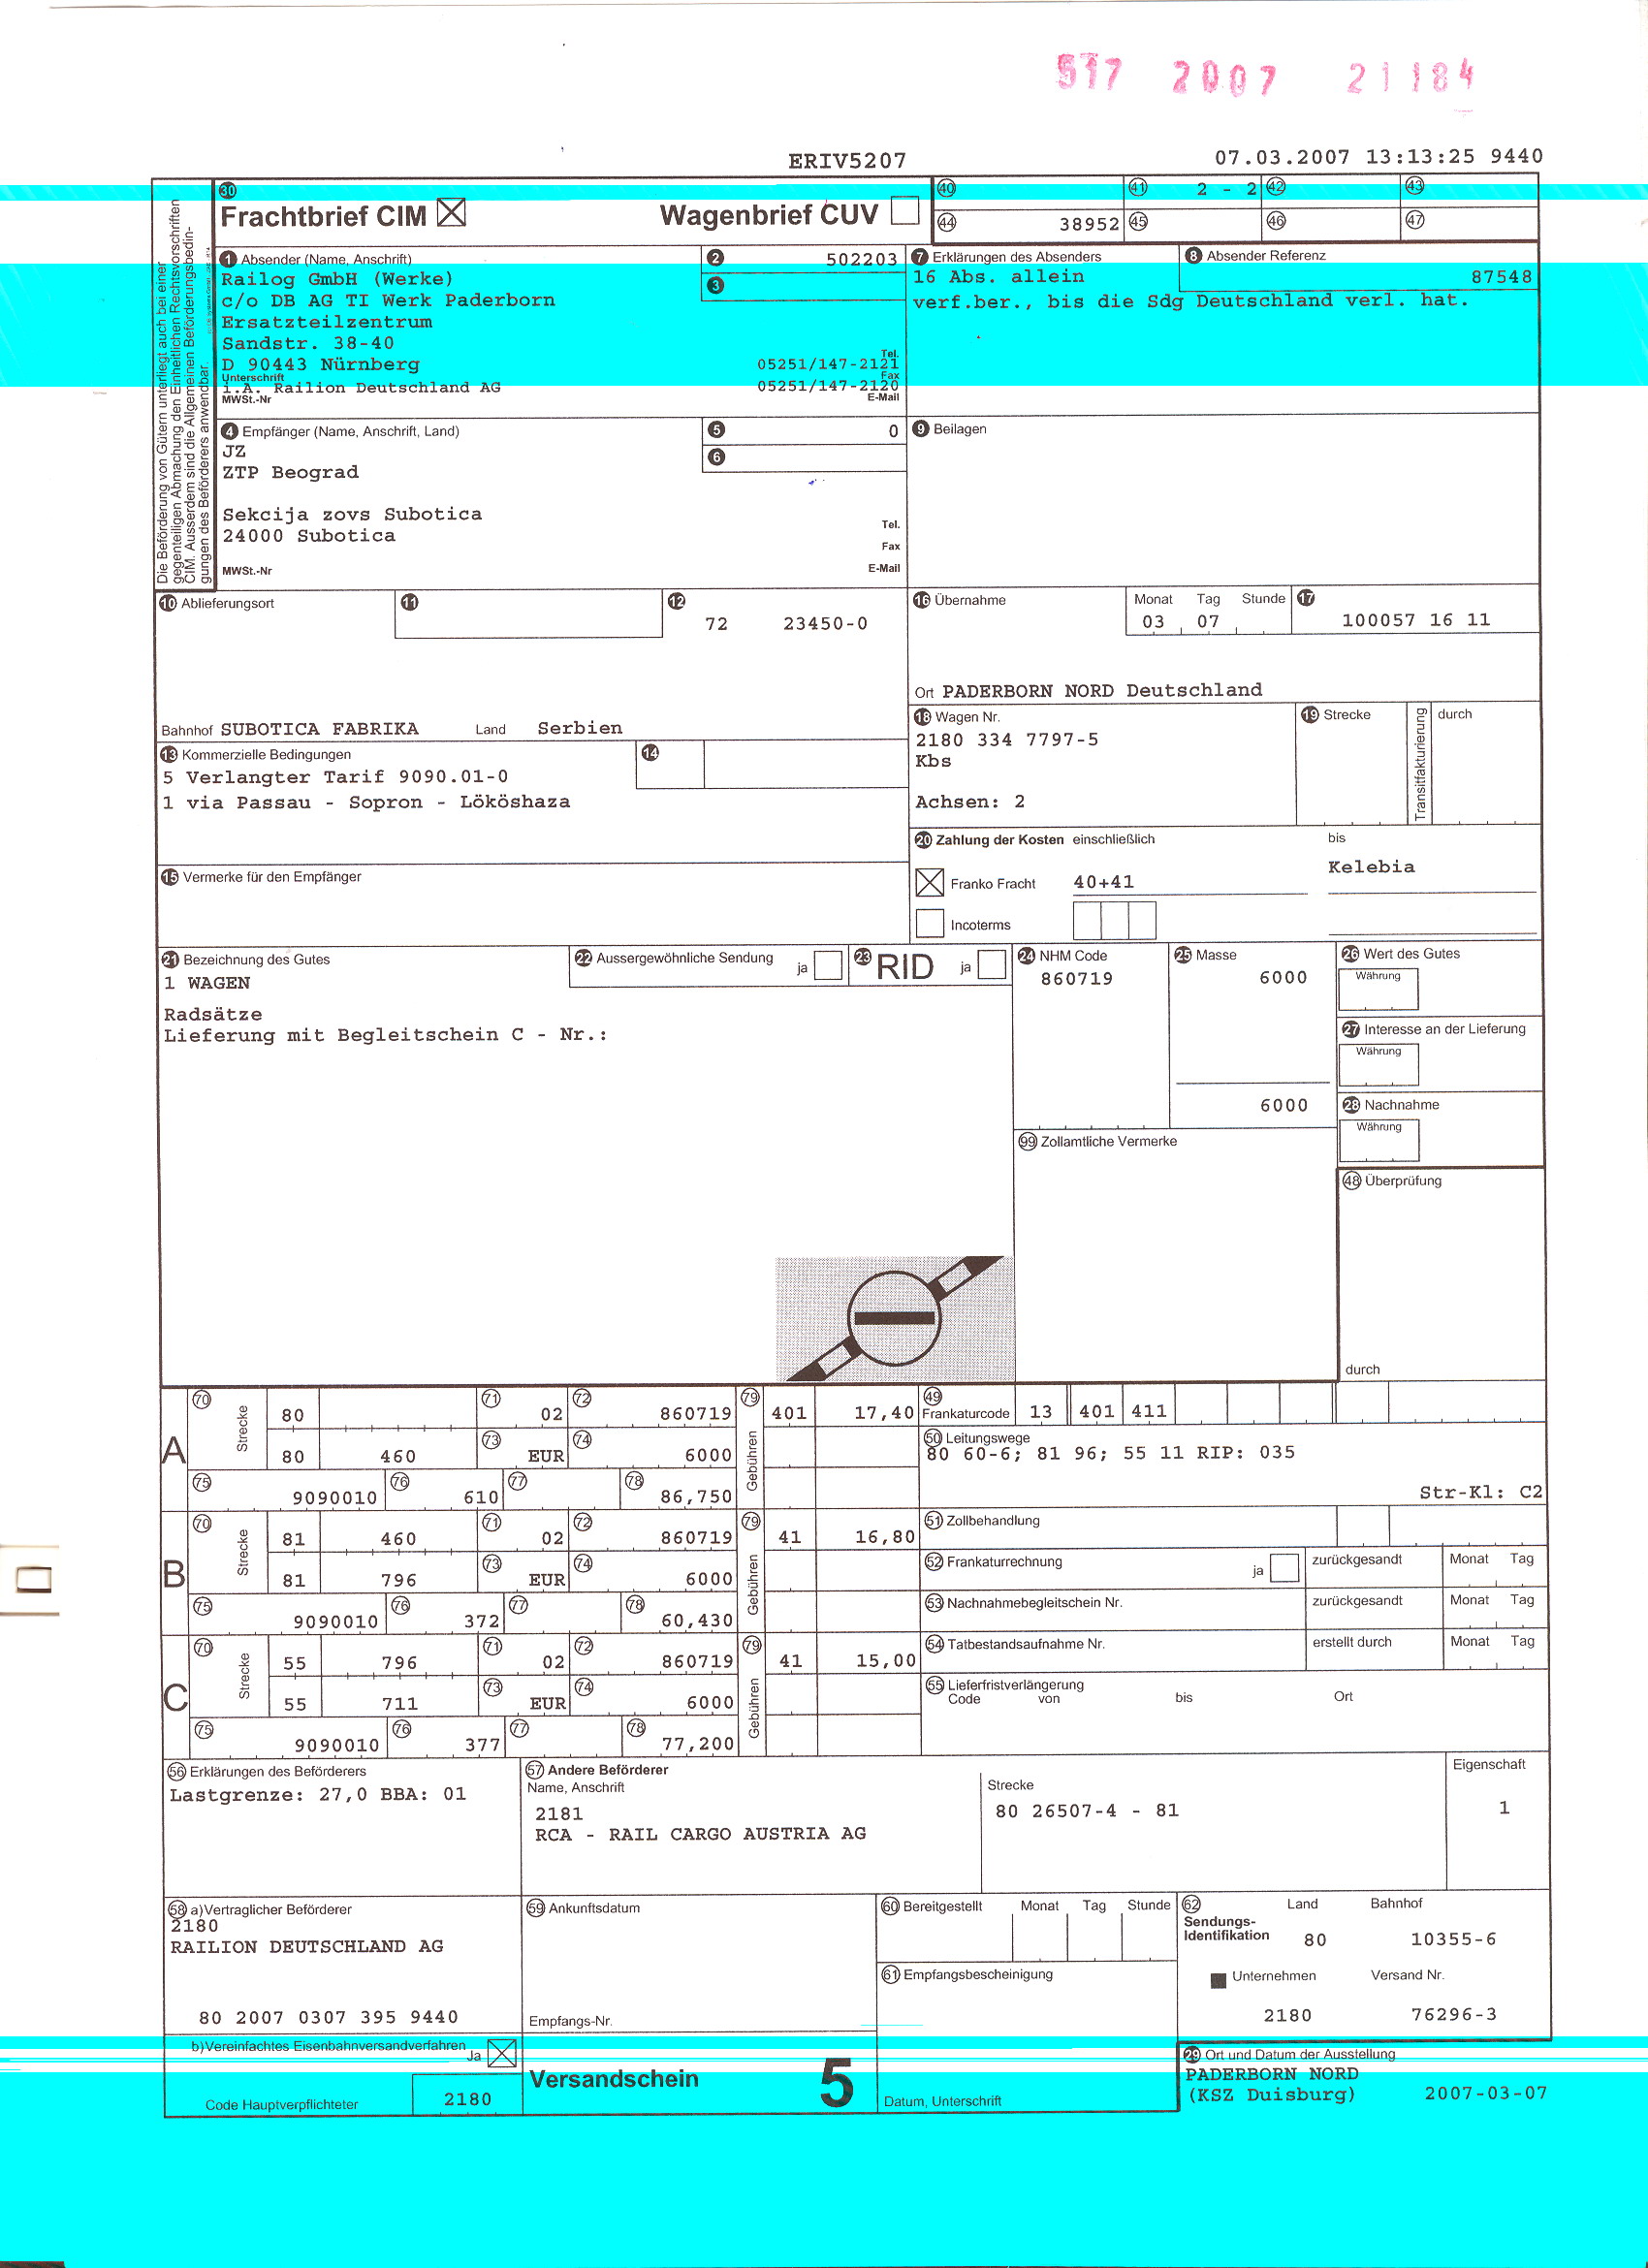 517 2007 21184
ERIV5207
07.03.2007 13:13:25 9440
Die Beförderung von Gütern unterliegt auch bei einer
gegenteiligen Abmachung den Einheitlichen Rechtsvorschriften
CIM. Ausserdem sind die Allgemeinen Beförderungsbedin-
gungen des Beförderers anwendbar.
30
Frachtbrief CIM
Wagenbrief CUV
40
41 2 - 2
42
43
44 38952
45
46
47
1 Absender (Name, Anschrift)
Railog GmbH (Werke)
c/o DB AG TI Werk Paderborn
Ersatzteilzentrum
Sandstr. 38-40
D 90443 Nürnberg
Unterschrift
i.A. Railion Deutschland AG
MWSt.-Nr
2 502203
3
Tel.
05251/147-2121
Fax
05251/147-2120
E-Mail
7 Erklärungen des Absenders
16 Abs. allein
verf.ber., bis die Sdg Deutschland verl. hat.
8 Absender Referenz
87548
4 Empfänger (Name, Anschrift, Land)
JZ
ZTP Beograd
Sekcija zovs Subotica
24000 Subotica
MWSt.-Nr
5 0
6
Tel.
Fax
E-Mail
9 Beilagen
10 Ablieferungsort
11
12
72 23450-0
Bahnhof SUBOTICA FABRIKA Land Serbien
16 Übernahme
Monat Tag Stunde
03 07
17
100057 16 11
Ort PADERBORN NORD Deutschland
13 Kommerzielle Bedingungen
5 Verlangter Tarif 9090.01-0
1 via Passau - Sopron - Lököshaza
14
18 Wagen Nr.
2180 334 7797-5
Kbs
Achsen: 2
19 Strecke
Transitfakturierung
durch
15 Vermerke für den Empfänger
20 Zahlung der Kosten einschließlich
bis
Franko Fracht 40+41
Kelebia
Incoterms
21 Bezeichnung des Gutes
1 WAGEN
Radsätze
Lieferung mit Begleitschein C - Nr.:
22 Aussergewöhnliche Sendung ja
23 RID ja
24 NHM Code
860719
25 Masse
6000
6000
26 Wert des Gutes
Währung
27 Interesse an der Lieferung
Währung
28 Nachnahme
Währung
99 Zollamtliche Vermerke
48 Überprüfung
durch
A
70 Strecke 80
71 02
72 860719
79 Gebühren 401 17,40
80 460
73 EUR
74 6000
75 9090010
76 610
77
78 86,750
49 Frankaturcode 13 401 411
50 Leitungswege
80 60-6; 81 96; 55 11 RIP: 035
Str-Kl: C2
B
70 Strecke 81 460
71 02
72 860719
79 Gebühren 41 16,80
81 796
73 EUR
74 6000
75 9090010
76 372
77
78 60,430
51 Zollbehandlung
52 Frankaturrechnung ja
zurückgesandt Monat Tag
53 Nachnahmebegleitschein Nr.
zurückgesandt Monat Tag
C
70 Strecke 55 796
71 02
72 860719
79 Gebühren 41 15,00
55 711
73 EUR
74 6000
75 9090010
76 377
77
78 77,200
54 Tatbestandsaufnahme Nr.
erstellt durch Monat Tag
55 Lieferfristverlängerung
Code von bis Ort
56 Erklärungen des Beförderers
Lastgrenze: 27,0 BBA: 01
57 Andere Beförderer
Name, Anschrift
2181
RCA - RAIL CARGO AUSTRIA AG
Strecke
80 26507-4 - 81
Eigenschaft
1
58 a)Vertraglicher Beförderer
2180
RAILION DEUTSCHLAND AG
80 2007 0307 395 9440
b)Vereinfachtes Eisenbahnversandverfahren
Ja
Code Hauptverpflichteter 2180
59 Ankunftsdatum
Empfangs-Nr.
Versandschein 5
60 Bereitgestellt Monat Tag Stunde
61 Empfangsbescheinigung
Datum, Unterschrift
62
Sendungs-
Identifikation
Land Bahnhof
80 10355-6
Unternehmen Versand Nr.
2180 76296-3
29 Ort und Datum der Ausstellung
PADERBORN NORD
(KSZ Duisburg) 2007-03-07